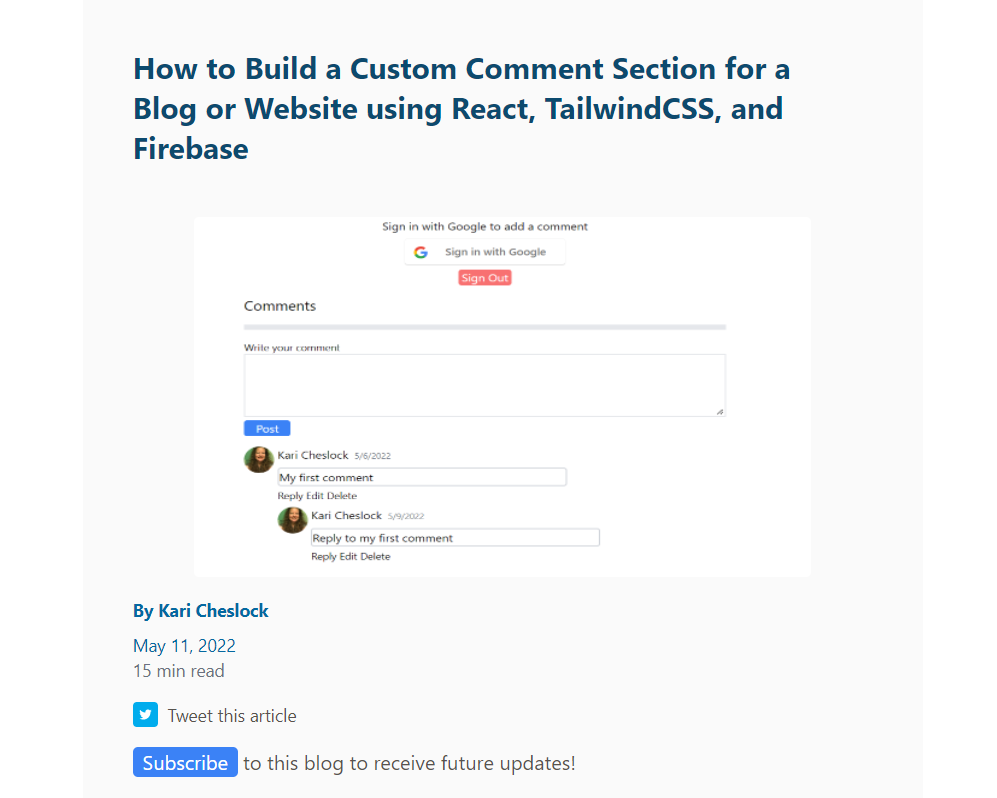 How to Build a Custom Comment Section for a
Blog or Website using React, TailwindCSS, and
Firebase
Sign in with Google to add a comment
Sign in with Google
Sign Out
Comments
Write your comment
Post
Kari Cheslock 5/6/2022
My first comment
Reply Edit Delete
Kari Cheslock 5/9/2022
Reply to my first comment
Reply Edit Delete
By Kari Cheslock
May 11, 2022
15 min read
Tweet this article
Subscribe to this blog to receive future updates!